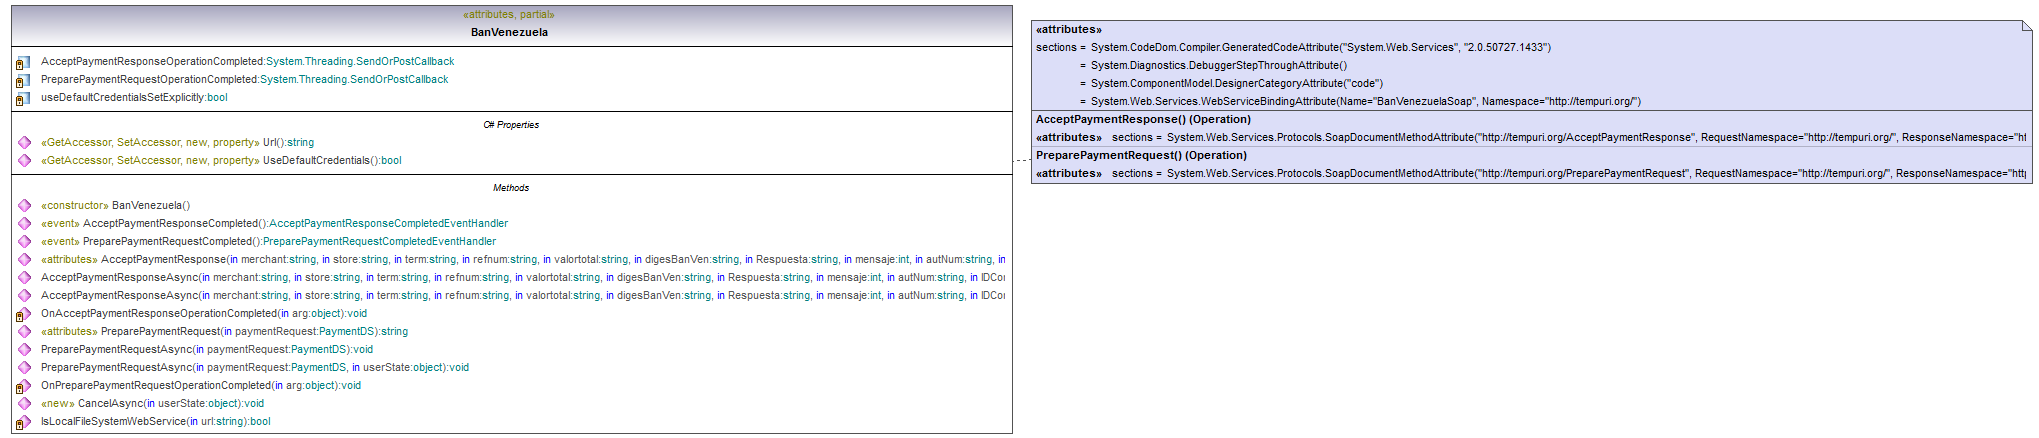 «attributes, partial»
BanVenezuela
AcceptPaymentResponseOperationCompleted:System.Threading.SendOrPostCallback
PreparePaymentRequestOperationCompleted:System.Threading.SendOrPostCallback
useDefaultCredentialsSetExplicitly:bool
C# Properties
«GetAccessor, SetAccessor, new, property» Url():string
«GetAccessor, SetAccessor, new, property» UseDefaultCredentials():bool
Methods
«constructor» BanVenezuela()
«event» AcceptPaymentResponseCompleted():AcceptPaymentResponseCompletedEventHandler
«event» PreparePaymentRequestCompleted():PreparePaymentRequestCompletedEventHandler
«attributes» AcceptPaymentResponse(in merchant:string, in store:string, in term:string, in refnum:string, in valortotal:string, in digesBanVen:string, in Respuesta:string, in mensaje:int, in autNum:string, in
AcceptPaymentResponseAsync(in merchant:string, in store:string, in term:string, in refnum:string, in valortotal:string, in digesBanVen:string, in Respuesta:string, in mensaje:int, in autNum:string, in IDCo
AcceptPaymentResponseAsync(in merchant:string, in store:string, in term:string, in refnum:string, in valortotal:string, in digesBanVen:string, in Respuesta:string, in mensaje:int, in autNum:string, in IDCo
OnAcceptPaymentResponseOperationCompleted(in arg:object):void
«attributes» PreparePaymentRequest(in paymentRequest:PaymentDS):string
PreparePaymentRequestAsync(in paymentRequest:PaymentDS):void
PreparePaymentRequestAsync(in paymentRequest:PaymentDS, in userState:object):void
OnPreparePaymentRequestOperationCompleted(in arg:object):void
«new» CancelAsync(in userState:object):void
IsLocalFileSystemWebService(in url:string):bool
«attributes»
sections = System.CodeDom.Compiler.GeneratedCodeAttribute("System.Web.Services", "2.0.50727.1433")
= System.Diagnostics.DebuggerStepThroughAttribute()
= System.ComponentModel.DesignerCategoryAttribute("code")
= System.Web.Services.WebServiceBindingAttribute(Name="BanVenezuelaSoap", Namespace="http://tempuri.org/")
AcceptPaymentResponse() (Operation)
«attributes» sections = System.Web.Services.Protocols.SoapDocumentMethodAttribute("http://tempuri.org/AcceptPaymentResponse", RequestNamespace="http://tempuri.org/", ResponseNamespace="ht
PreparePaymentRequest() (Operation)
«attributes» sections = System.Web.Services.Protocols.SoapDocumentMethodAttribute("http://tempuri.org/PreparePaymentRequest", RequestNamespace="http://tempuri.org/", ResponseNamespace="http